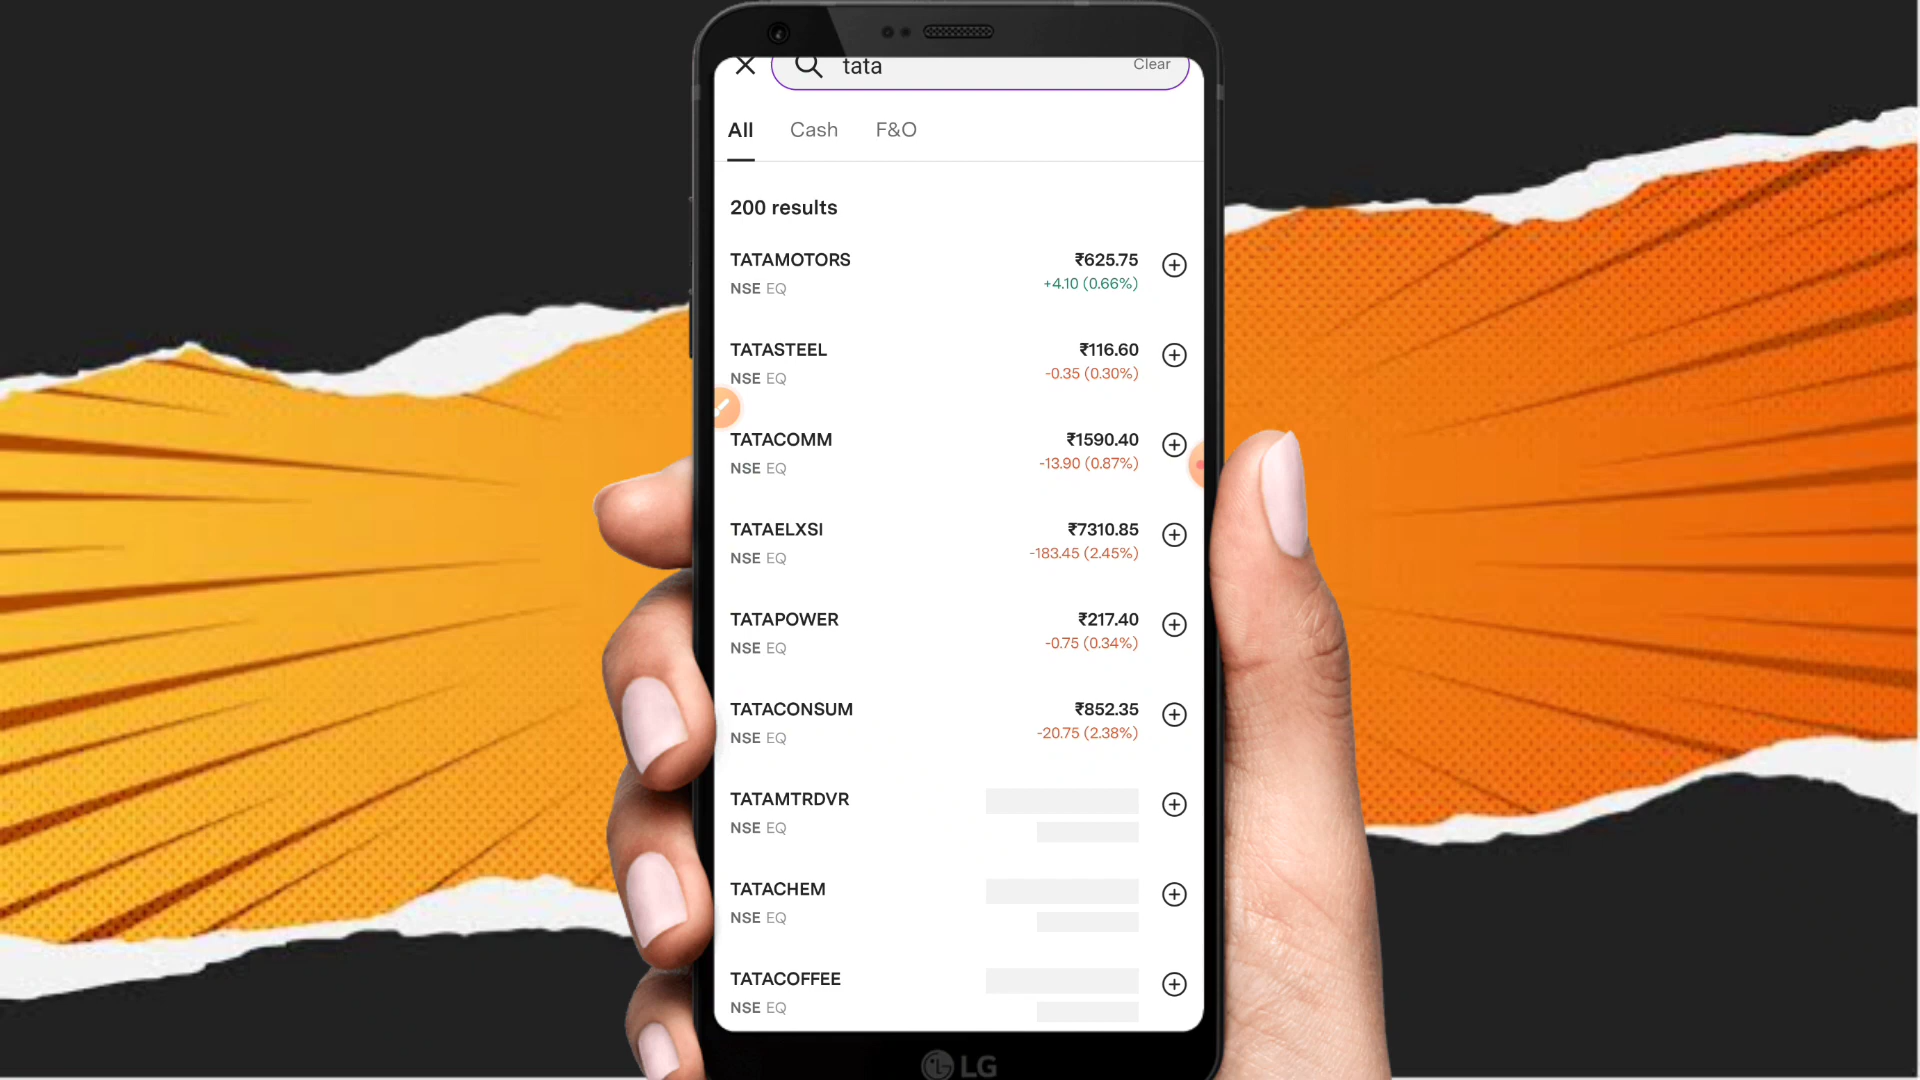 tata
Clear
All
Cash
F&O
200 results
TATAMOTORS
₹625.75
NSE EQ
+4.10 (0.66%)
TATASTEEL
₹116.60
NSE EQ
-0.35 (0.30%)
TATACOMM
₹1590.40
NSE EQ
-13.90 (0.87%)
TATAELXSI
₹7310.85
NSE EQ
-183.45 (2.45%)
TATAPOWER
₹217.40
NSE EQ
-0.75 (0.34%)
TATACONSUM
₹852.35
NSE EQ
-20.75 (2.38%)
TATAMTRDVR
NSE EQ
TATACHEM
NSE EQ
TATACOFFEE
NSE EQ
LG